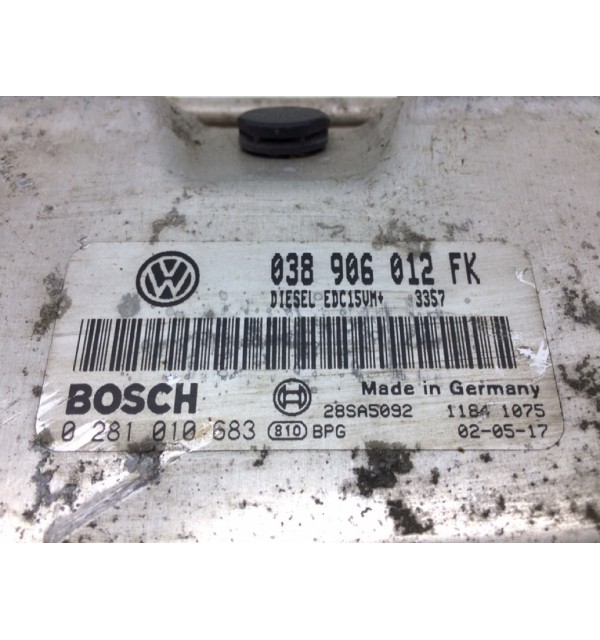 038 906 012 FK
DIESEL EDC15VM+ 3357
BOSCH
Made in Germany
28SA5092 1184 1075
0 281 010 683 810 BPG 02-05-17